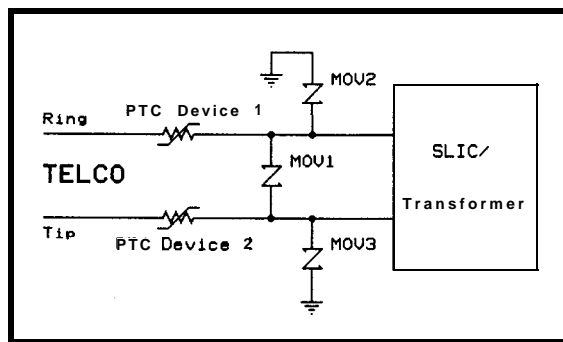 MOV2
PTC Device 1
Ring
MOV1
SLIC/
TELCO
Transformer
Tip
PTC Device 2
MOV3